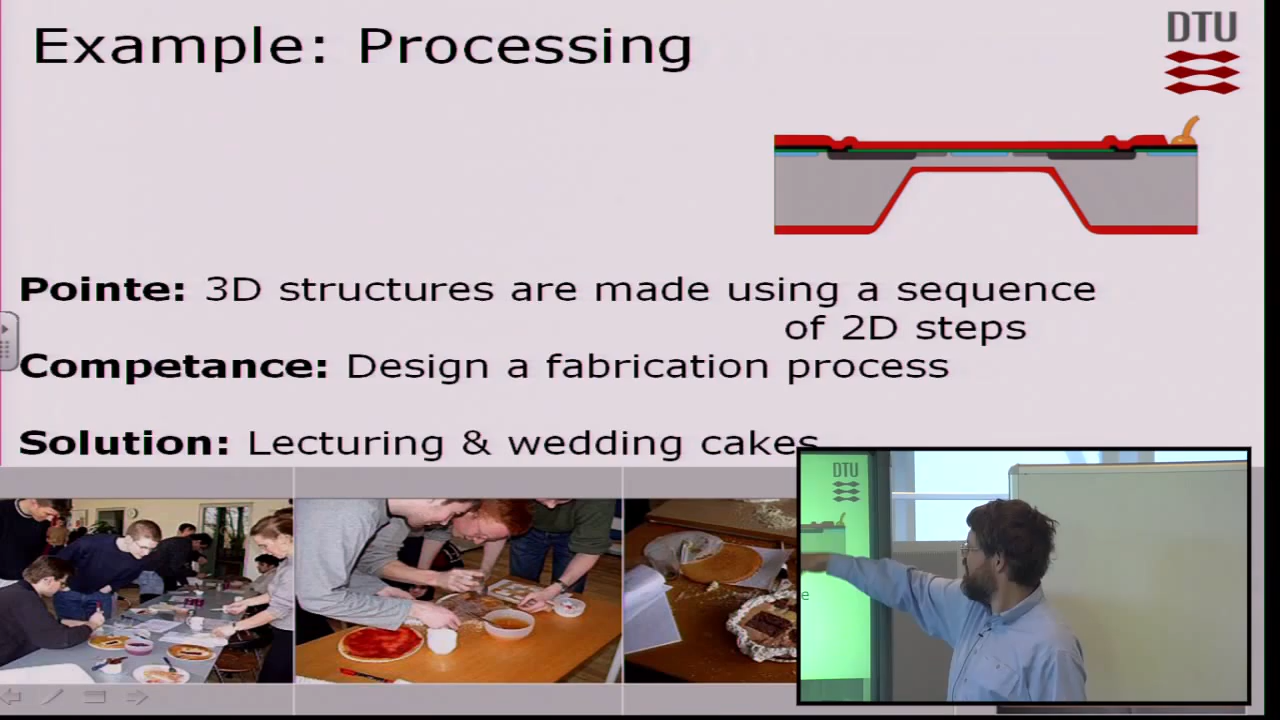 Example: Processing
DTU
Pointe: 3D structures are made using a sequence
of 2D steps
Competance: Design a fabrication process
Solution: Lecturing & wedding cakes
DTU
e